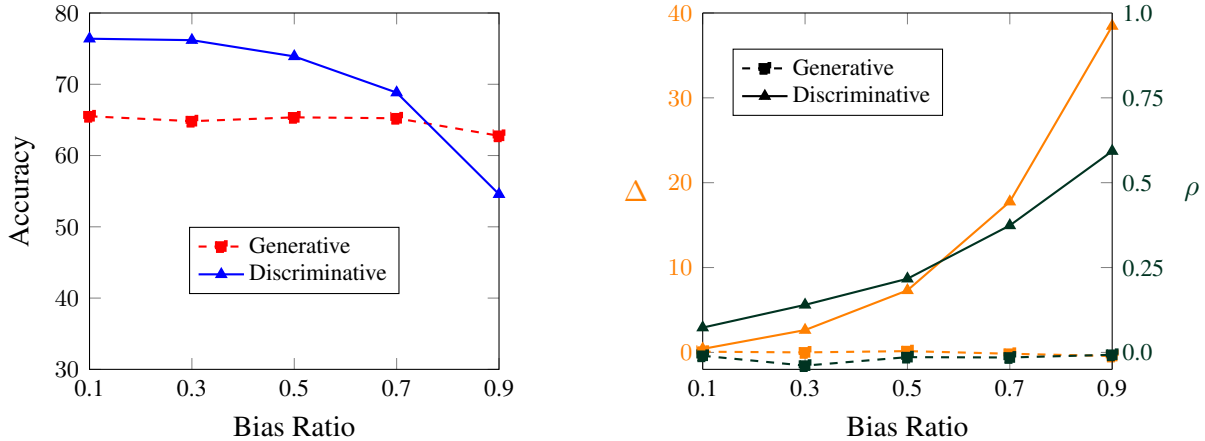 80
70
60
50
40
30
Accuracy
0.1 0.3 0.5 0.7 0.9
Bias Ratio
Generative
Discriminative
40
30
20
10
0
Δ
1.0
0.75
0.5
0.25
0.0
ρ
0.1 0.3 0.5 0.7 0.9
Bias Ratio
Generative
Discriminative